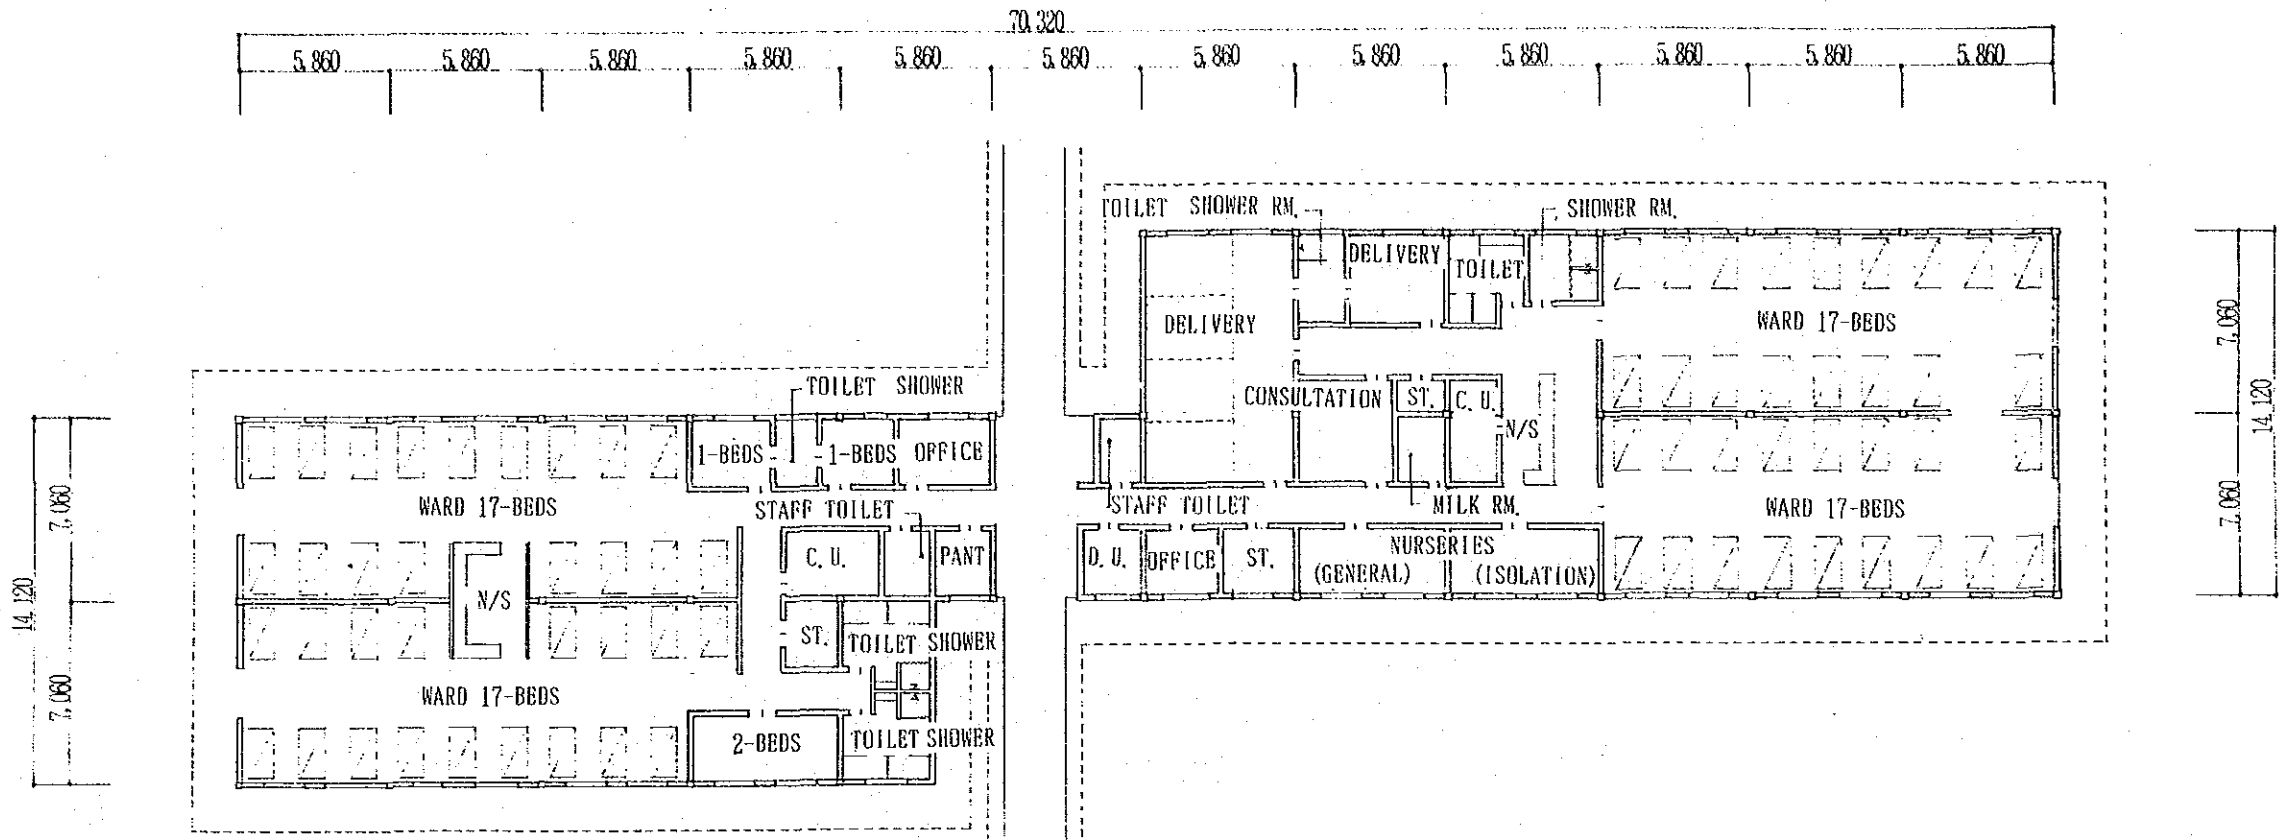 70,320
5,860 5,860 5,860 5,860 5,860 5,860 5,860 5,860 5,860 5,860 5,860 5,860
TOILET SHOWER RM.
SHOWER RM.
DELIVERY
TOILET
DELIVERY
WARD 17-BEDS
7,060
14,120
7,060
CONSULTATION
ST.
C.U.
N/S
STAFF TOILET
MILK RM.
WARD 17-BEDS
D.U.
OFFICE
ST.
NURSERIES
(GENERAL)
(ISOLATION)
TOILET SHOWER
1-BEDS
1-BEDS
OFFICE
WARD 17-BEDS
STAFF TOILET
7,060
14,120
7,060
N/S
C.U.
PANT
ST.
TOILET SHOWER
WARD 17-BEDS
2-BEDS
TOILET SHOWER